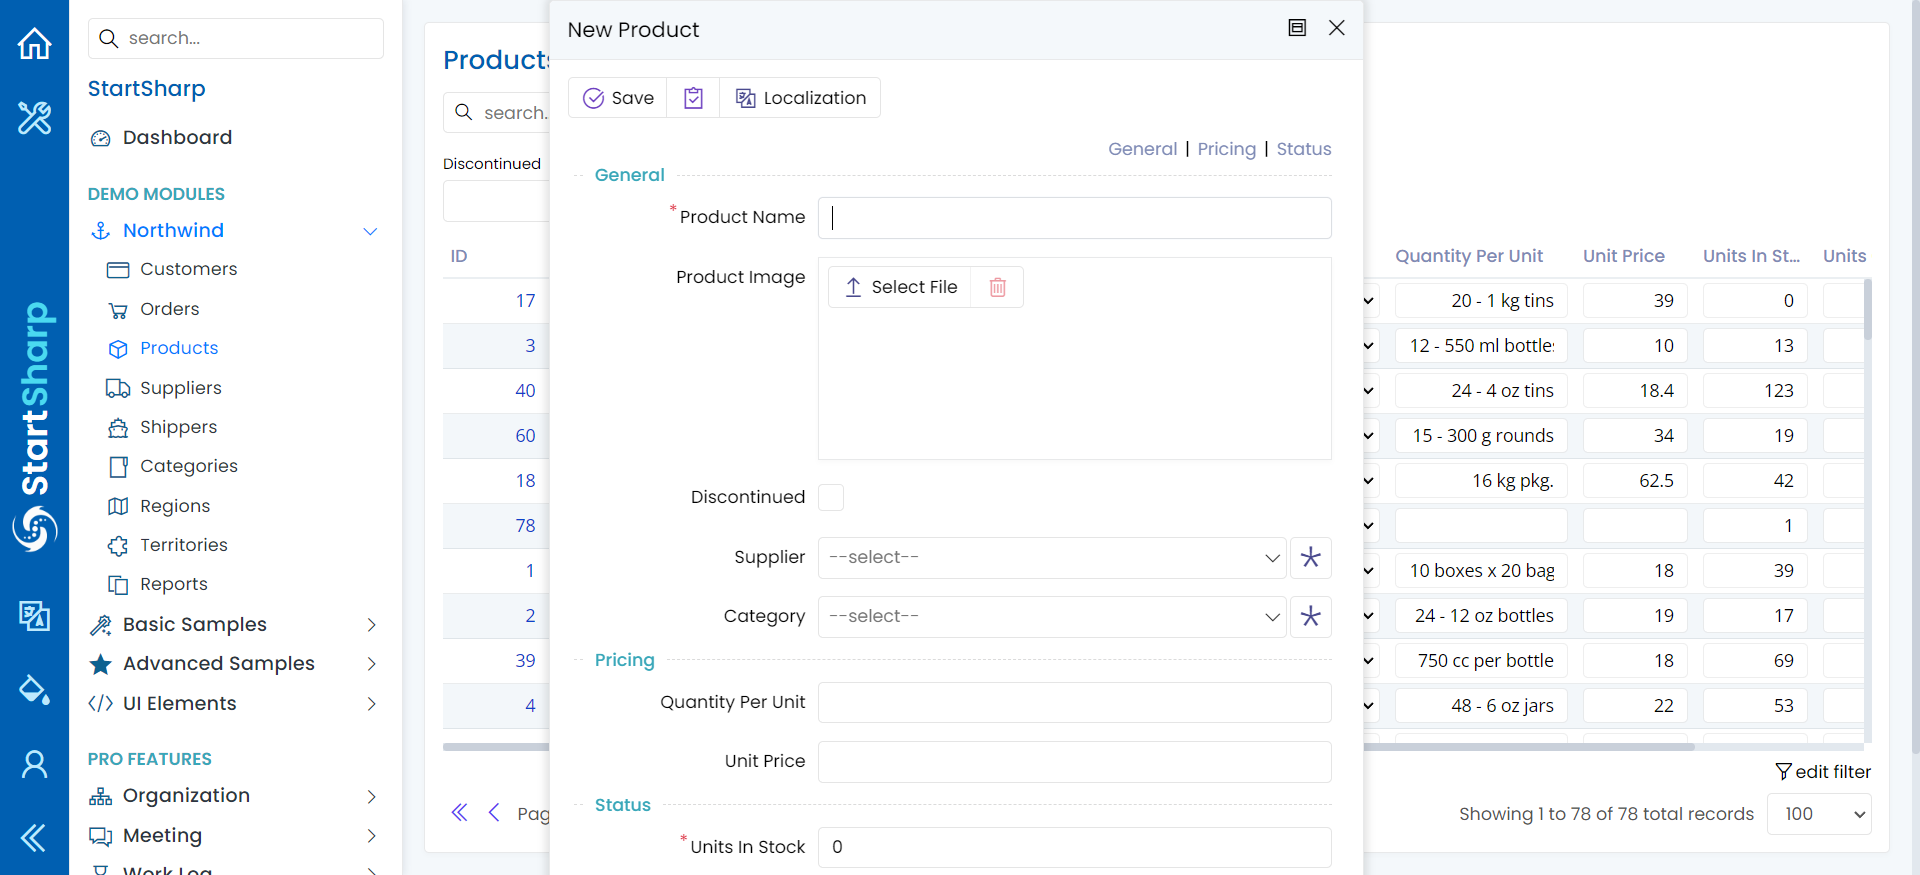 search...
StartSharp
Dashboard
DEMO MODULES
Northwind
Customers
Orders
Products
Suppliers
Shippers
Categories
Regions
Territories
Reports
Basic Samples
Advanced Samples
UI Elements
PRO FEATURES
Organization
Meeting
Work Log
StartSharp
Products
search.
Discontinued
ID
17
3
40
60
18
78
1
2
39
4
Pag
New Product
Save
Localization
General | Pricing | Status
General
* Product Name
Product Image
Select File
Discontinued
Supplier --select--
Category --select--
Pricing
Quantity Per Unit
Unit Price
Status
* Units In Stock 0
Quantity Per Unit Unit Price Units In St... Units
20 - 1 kg tins 39 0
12 - 550 ml bottles 10 13
24 - 4 oz tins 18.4 123
15 - 300 g rounds 34 19
16 kg pkg. 62.5 42
1
10 boxes x 20 bag 18 39
24 - 12 oz bottles 19 17
750 cc per bottle 18 69
48 - 6 oz jars 22 53
edit filter
Showing 1 to 78 of 78 total records 100